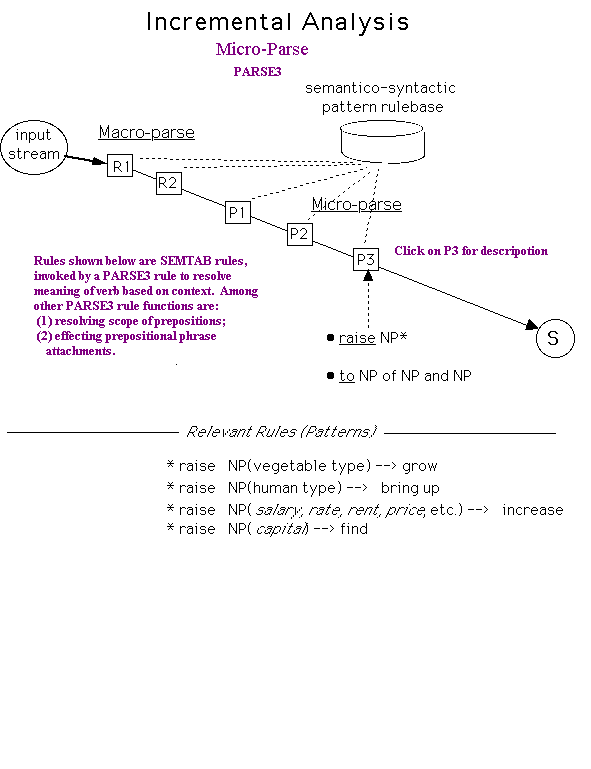 Incremental Analysis
Micro-Parse
PARSE3
semantico-syntactic
pattern rulebase
input
stream
Macro-parse
R1
R2
P1
Micro-parse
P2
P3
Click on P3 for descripotion
Rules shown below are SEMTAB rules,
invoked by a PARSE3 rule to resolve
meaning of verb based on context. Among
other PARSE3 rule functions are:
(1) resolving scope of prepositions;
(2) effecting prepositional phrase
attachments.
S
● raise NP*
● to NP of NP and NP
Relevant Rules (Patterns)
* raise NP(vegetable type) --> grow
* raise NP(human type) --> bring up
* raise NP( salary, rate, rent, price, etc.) --> increase
* raise NP( capital) --> find